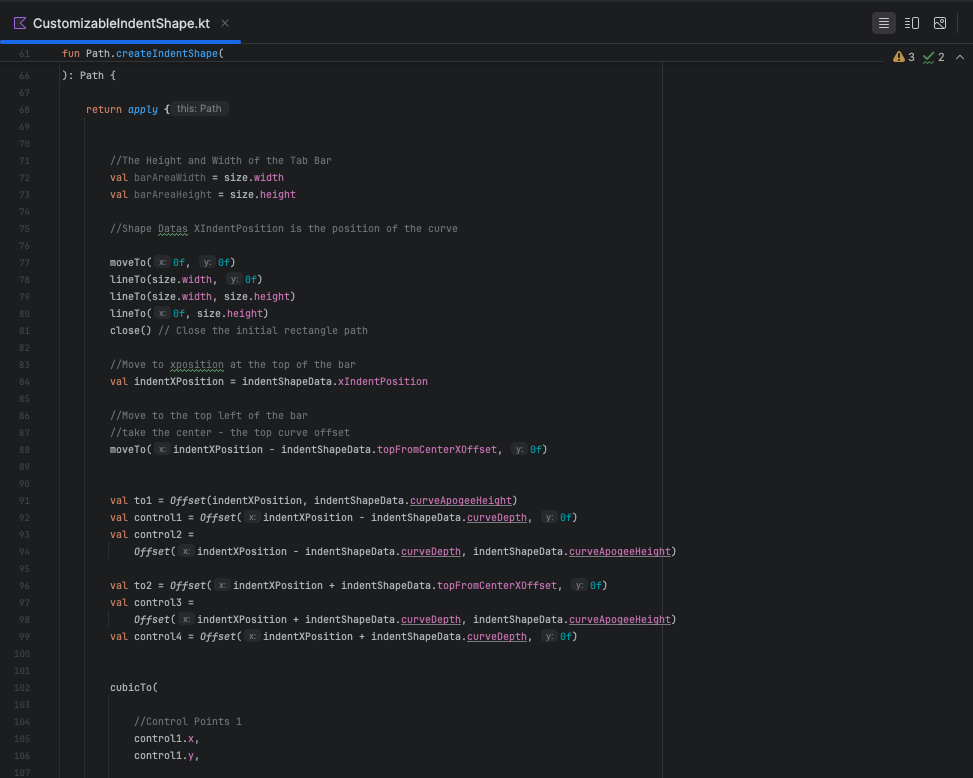 CustomizableIndentShape.kt
61 fun Path.createIndentShape(
3 2
66 ): Path {
67
68 return apply { this: Path
69
70
71 //The Height and Width of the Tab Bar
72 val barAreaWidth = size.width
73 val barAreaHeight = size.height
74
75 //Shape Datas XIndentPosition is the position of the curve
76
77 moveTo( x: 0f, y: 0f)
78 lineTo(size.width, y: 0f)
79 lineTo(size.width, size.height)
80 lineTo( x: 0f, size.height)
81 close() // Close the initial rectangle path
82
83 //Move to xposition at the top of the bar
84 val indentXPosition = indentShapeData.xIndentPosition
85
86 //Move to the top left of the bar
87 //take the center - the top curve offset
88 moveTo( x: indentXPosition - indentShapeData.topFromCenterXOffset, y: 0f)
89
90
91 val to1 = Offset(indentXPosition, indentShapeData.curveApogeeHeight)
92 val control1 = Offset( x: indentXPosition - indentShapeData.curveDepth, y: 0f)
93 val control2 =
94 Offset( x: indentXPosition - indentShapeData.curveDepth, indentShapeData.curveApogeeHeight)
95
96 val to2 = Offset( x: indentXPosition + indentShapeData.topFromCenterXOffset, y: 0f)
97 val control3 =
98 Offset( x: indentXPosition + indentShapeData.curveDepth, indentShapeData.curveApogeeHeight)
99 val control4 = Offset( x: indentXPosition + indentShapeData.curveDepth, y: 0f)
100
101
102 cubicTo(
103
104 //Control Points 1
105 control1.x,
106 control1.y,
107